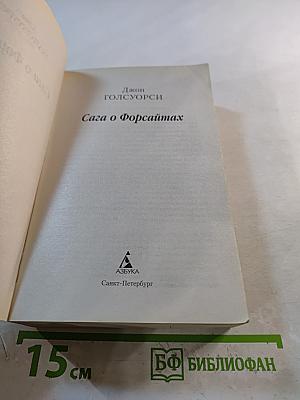 Джон
ГОЛСУОРСИ
Сага о Форсайтах
АЗБУКА
Санкт-Петербург
15 см
БФ БИБЛИОФАН